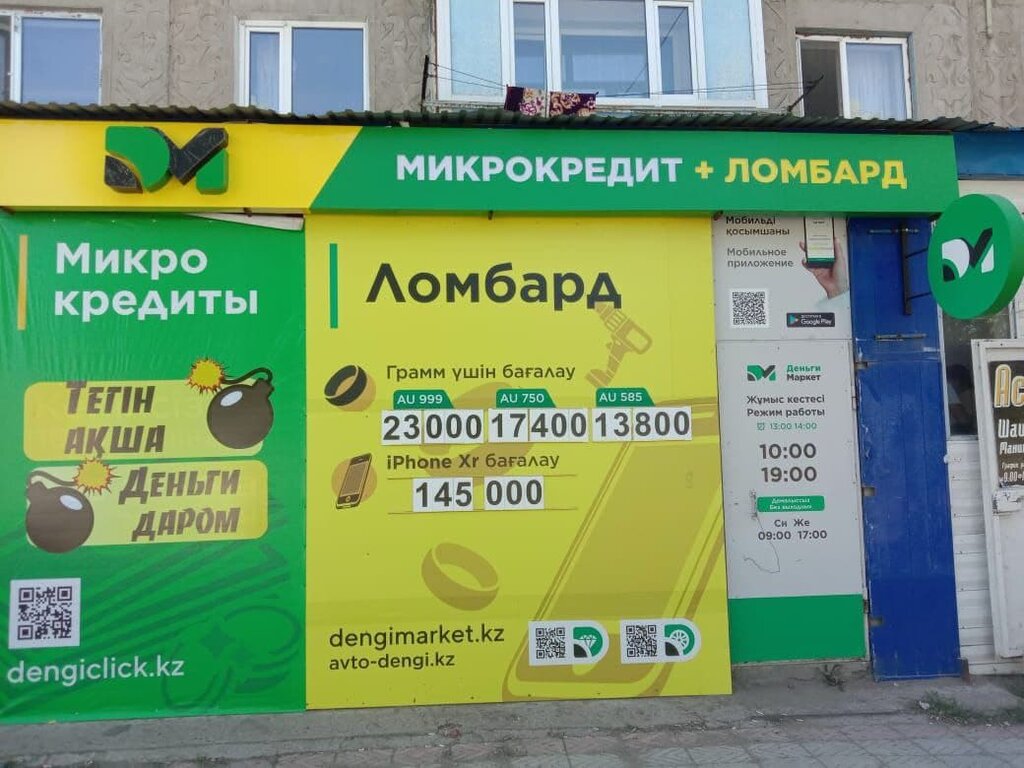 МИКРОКРЕДИТ + ЛОМБАРД
Микро
кредиты
Тегін
ақша
Деньги
даром
dengiclick.kz
Ломбард
Грамм үшін бағалау
AU 999 AU 750 AU 585
23000 17400 13800
iPhone Xr бағалау
145 000
dengimarket.kz
avto-dengi.kz
Мобильді
қосымшаны
Мобильное
приложение
Google Play
Деньги
Маркет
Жұмыс кестесі
Режим работы
13:00 14:00
10:00
19:00
Демалыссыз
Без выходных
Сн Же
09:00 17:00